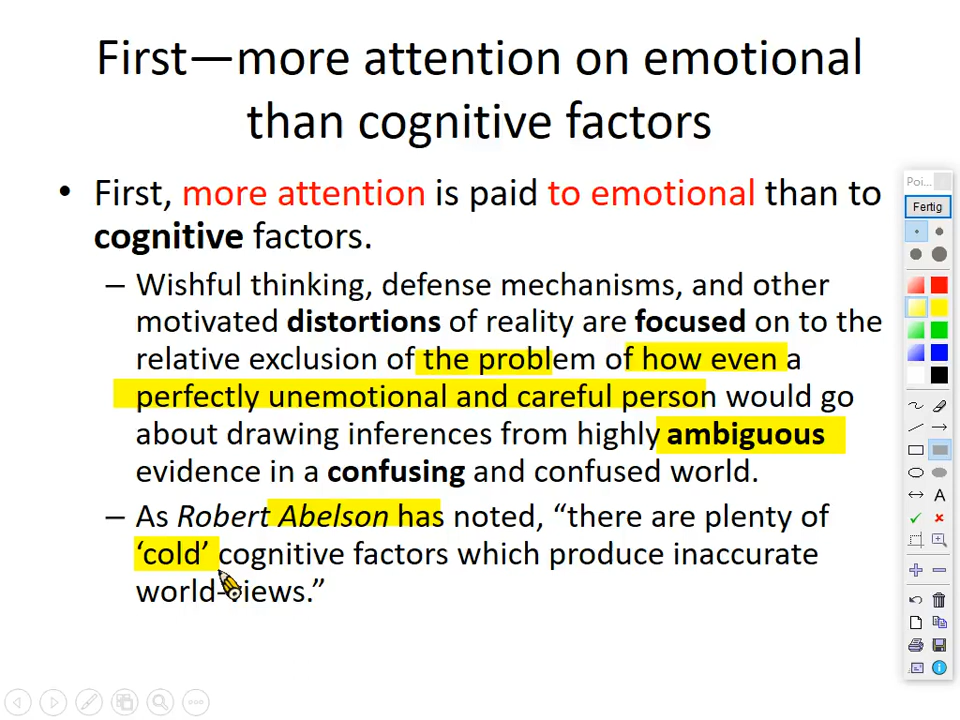 First—more attention on emotional
than cognitive factors
• First, more attention is paid to emotional than to
cognitive factors.
– Wishful thinking, defense mechanisms, and other
motivated distortions of reality are focused on to the
relative exclusion of the problem of how even a
perfectly unemotional and careful person would go
about drawing inferences from highly ambiguous
evidence in a confusing and confused world.
– As Robert Abelson has noted, “there are plenty of
‘cold’ cognitive factors which produce inaccurate
world-views.”
Poi...
Fertig
A